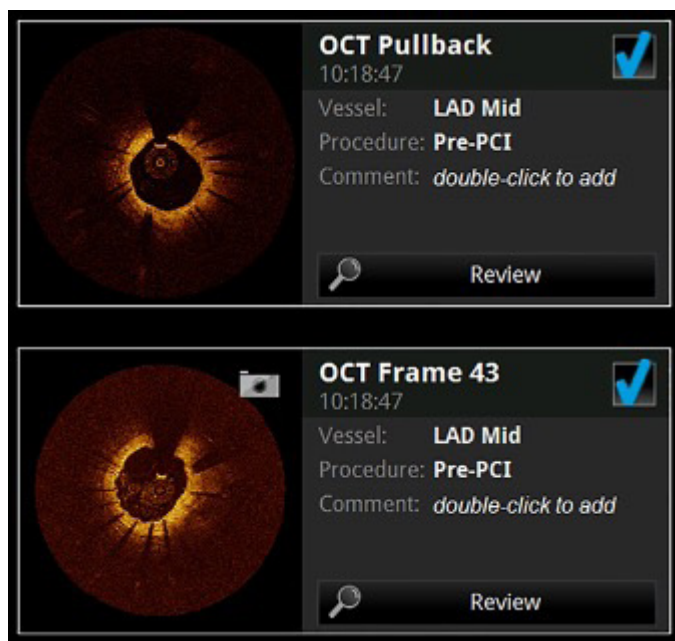 OCT Pullback
10:18:47
Vessel: LAD Mid
Procedure: Pre-PCI
Comment: double-click to add
Review
OCT Frame 43
10:18:47
Vessel: LAD Mid
Procedure: Pre-PCI
Comment: double-click to add
Review